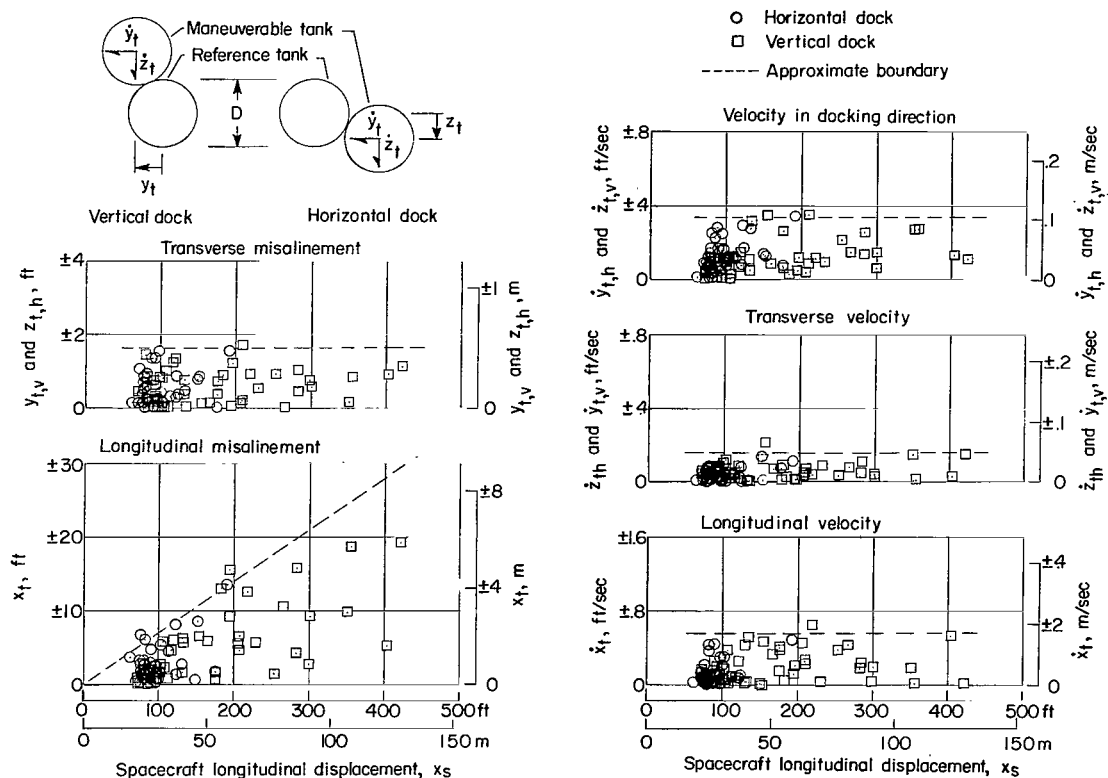 Maneuverable tank
Reference tank
ẏt
żt
D
yt
ẏt
żt
zt
Vertical dock
Horizontal dock
Transverse misalinement
±4
±2
0
yt,v and zt,h, ft
±1
0
yt,v and zt,h, m
Longitudinal misalinement
±30
±20
±10
0
xt, ft
±8
±4
0
xt, m
0 100 200 300 400 500 ft
0 50 100 150 m
Spacecraft longitudinal displacement, xs
Horizontal dock
Vertical dock
Approximate boundary
Velocity in docking direction
±.8
±.4
0
ẏt,h and żt,v, ft/sec
.2
±.1
0
ẏt,h and żt,v, m/sec
Transverse velocity
±.8
±.4
0
żth and ẏt,v, ft/sec
±.2
±.1
0
żth and ẏt,v, m/sec
Longitudinal velocity
±1.6
±.8
0
ẋt, ft/sec
±.4
±.2
0
ẋt, m/sec
0 100 200 300 400 500 ft
0 50 100 150 m
Spacecraft longitudinal displacement, xs